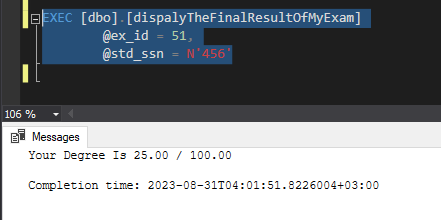 EXEC [dbo].[dispalyTheFinalResultOfMyExam]
@ex_id = 51,
@std_ssn = N'456'
106 %
Messages
Your Degree Is 25.00 / 100.00
Completion time: 2023-08-31T04:01:51.8226004+03:00